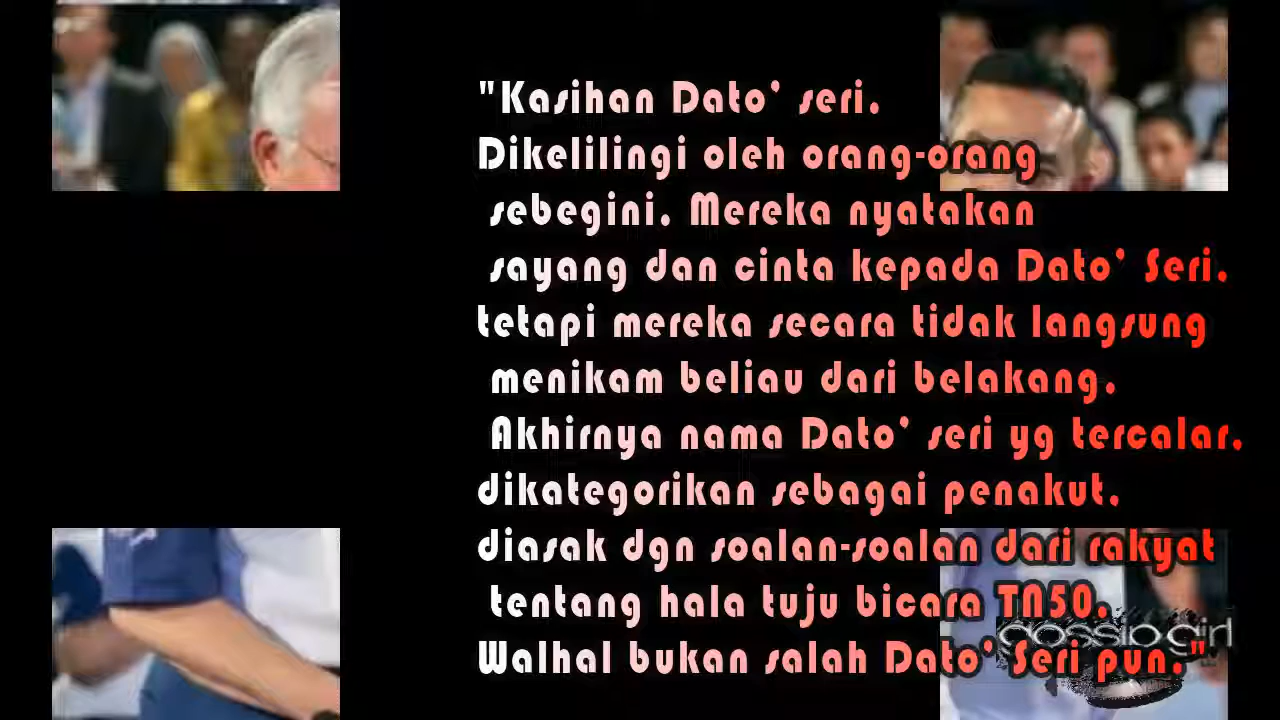 "Kasihan Dato' seri.
Dikelilingi oleh orang-orang
sebegini. Mereka nyatakan
sayang dan cinta kepada Dato' Seri.
tetapi mereka secara tidak langsung
menikam beliau dari belakang.
Akhirnya nama Dato' seri yg tercalar.
dikategorikan sebagai penakut.
diasak dgn soalan-soalan dari rakyat
tentang hala tuju bicara TN50.
Walhal bukan salah Dato' Seri pun."
gossip girl